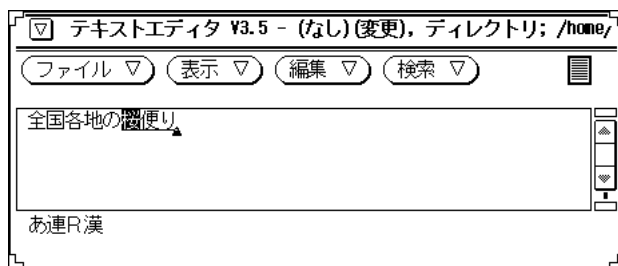 テキストエディタ V3.5 - (なし)(変更), ディレクトリ; /home/
ファイル 表示 編集 検索
全国各地の桜便り
あ連R漢